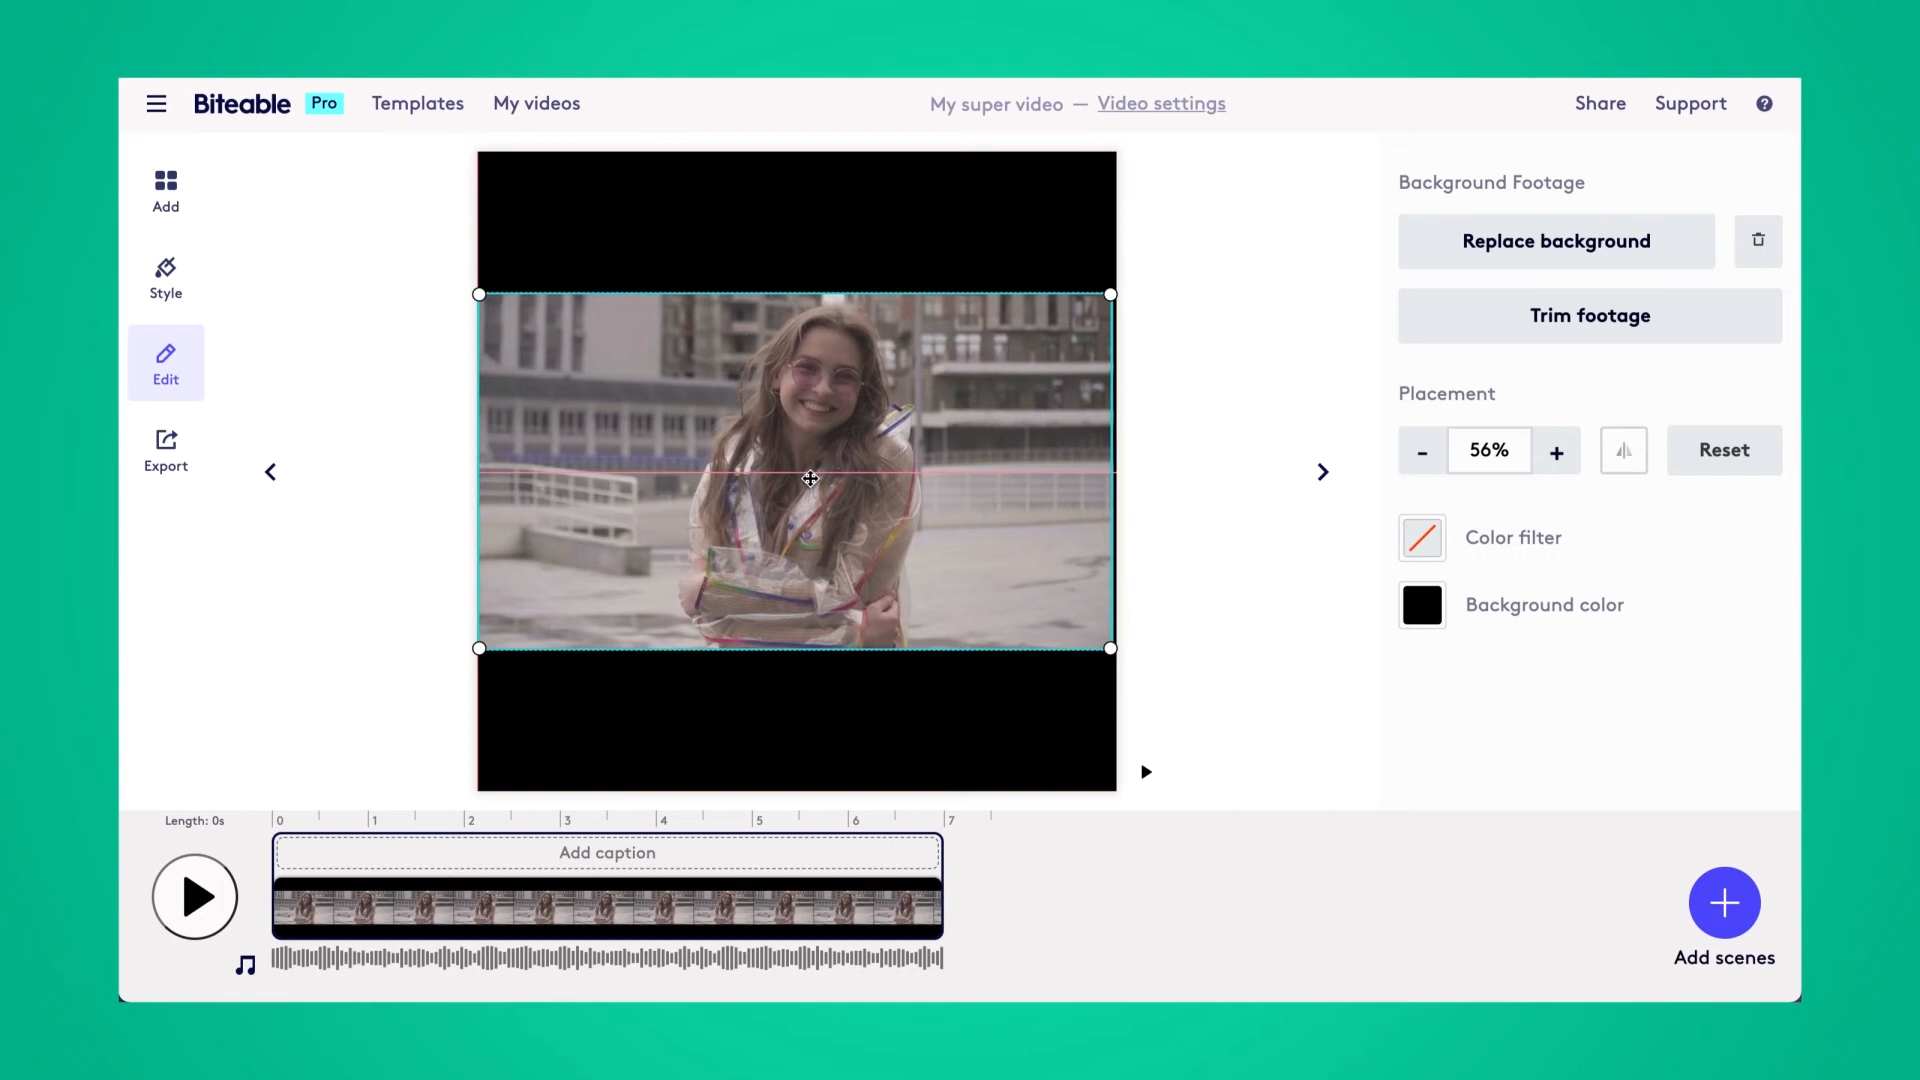 Biteable Pro Templates My videos My super video — Video settings Share Support ?
Add
Style
Edit
Export
Background Footage
Replace background
Trim footage
Placement
- 56% + Reset
Color filter
Background color
Length: 0s 0 1 2 3 4 5 6 7
Add caption
Add scenes